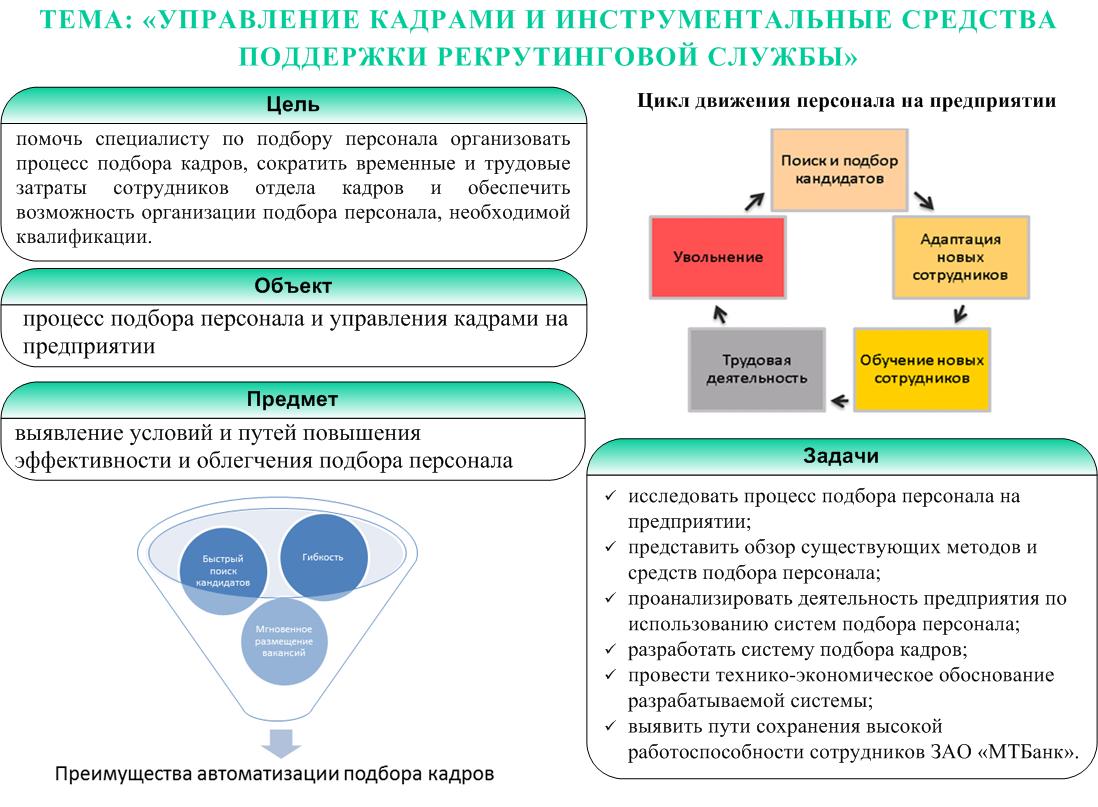 ТЕМА: «УПРАВЛЕНИЕ КАДРАМИ И ИНСТРУМЕНТАЛЬНЫЕ СРЕДСТВА
ПОДДЕРЖКИ РЕКРУТИНГОВОЙ СЛУЖБЫ»
Цель
помочь специалисту по подбору персонала организовать
процесс подбора кадров, сократить временные и трудовые
затраты сотрудников отдела кадров и обеспечить
возможность организации подбора персонала, необходимой
квалификации.
Объект
процесс подбора персонала и управления кадрами на
предприятии
Предмет
выявление условий и путей повышения
эффективности и облегчения подбора персонала
Быстрый
поиск
кандидатов
Гибкость
Мгновенное
размещение
вакансий
Преимущества автоматизации подбора кадров
Цикл движения персонала на предприятии
Поиск и подбор
кандидатов
Адаптация
новых
сотрудников
Обучение новых
сотрудников
Трудовая
деятельность
Увольнение
Задачи
✓ исследовать процесс подбора персонала на
предприятии;
✓ представить обзор существующих методов и
средств подбора персонала;
✓ проанализировать деятельность предприятия по
использованию систем подбора персонала;
✓ разработать систему подбора кадров;
✓ провести технико-экономическое обоснование
разрабатываемой системы;
✓ выявить пути сохранения высокой
работоспособности сотрудников ЗАО «МТБанк».